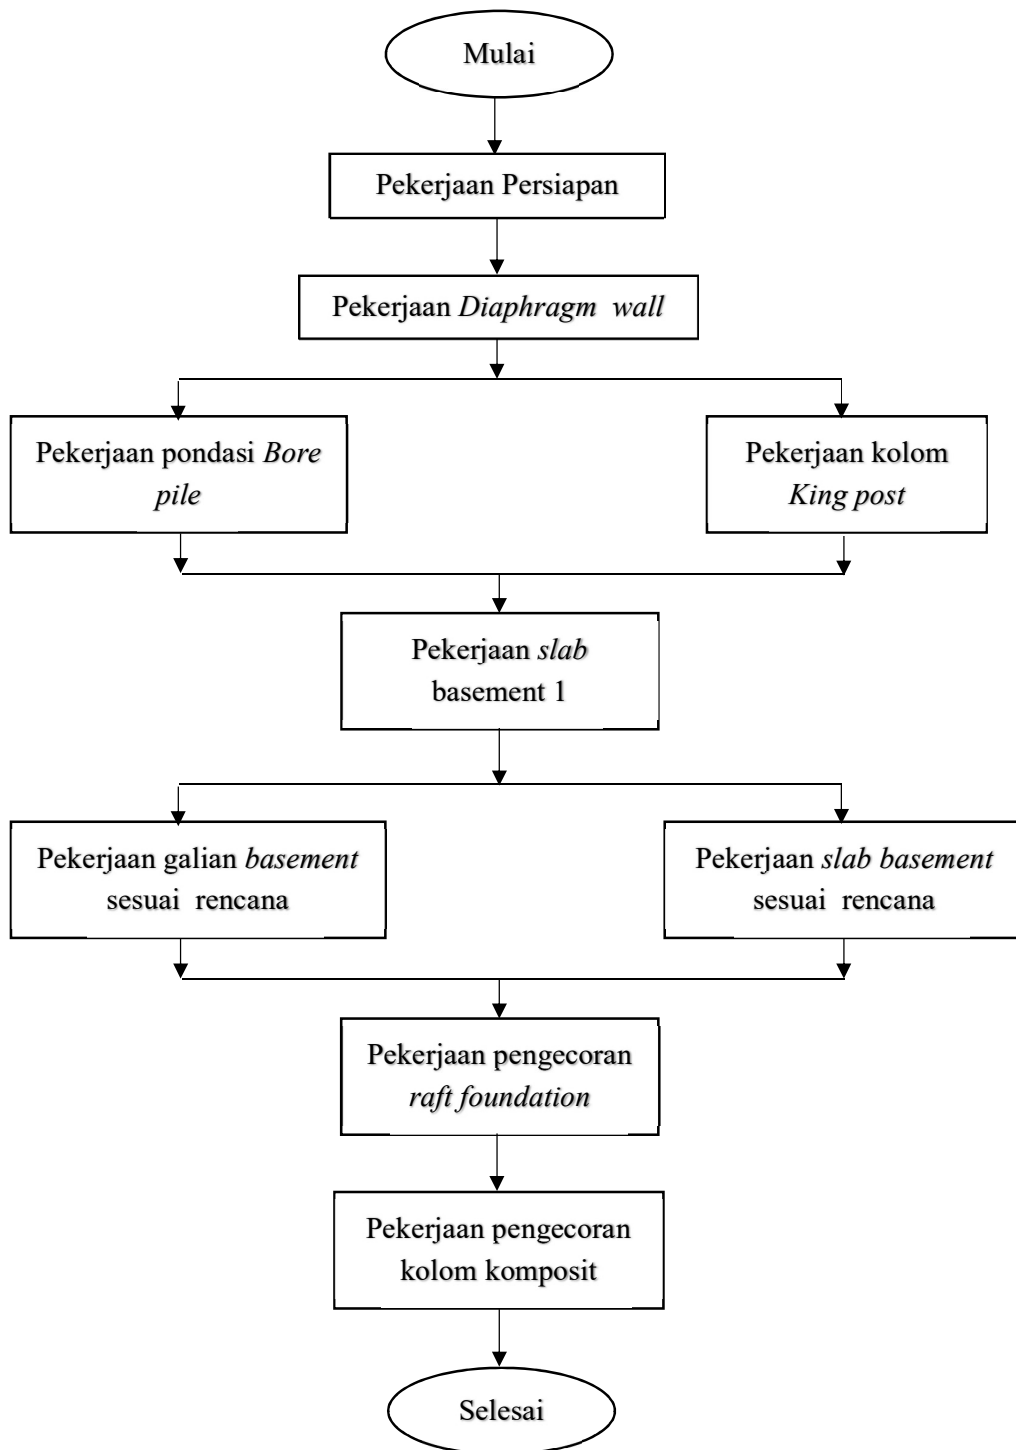 Mulai
Pekerjaan Persiapan
Pekerjaan Diaphragm wall
Pekerjaan pondasi Bore
pile
Pekerjaan kolom
King post
Pekerjaan slab
basement 1
Pekerjaan galian basement
sesuai rencana
Pekerjaan slab basement
sesuai rencana
Pekerjaan pengecoran
raft foundation
Pekerjaan pengecoran
kolom komposit
Selesai